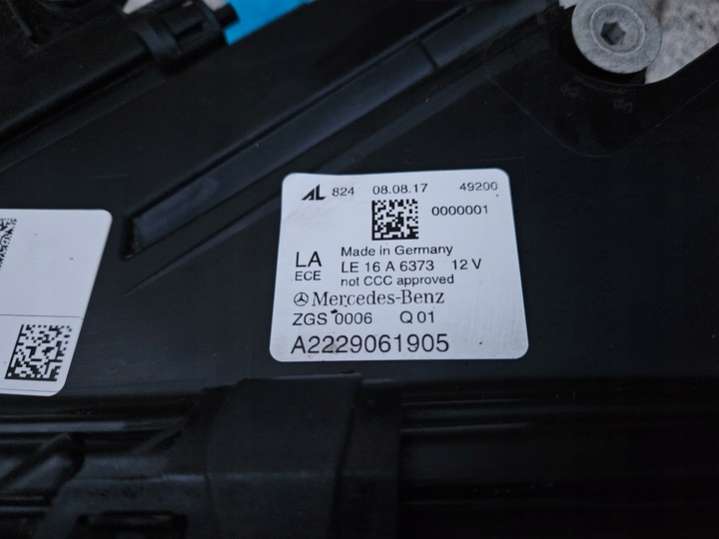 AL 824 08.08.17 49200
0000001
LA
ECE
Made in Germany
LE 16 A 6373 12 V
not CCC approved
Mercedes-Benz
ZGS 0006 Q 01
A2229061905